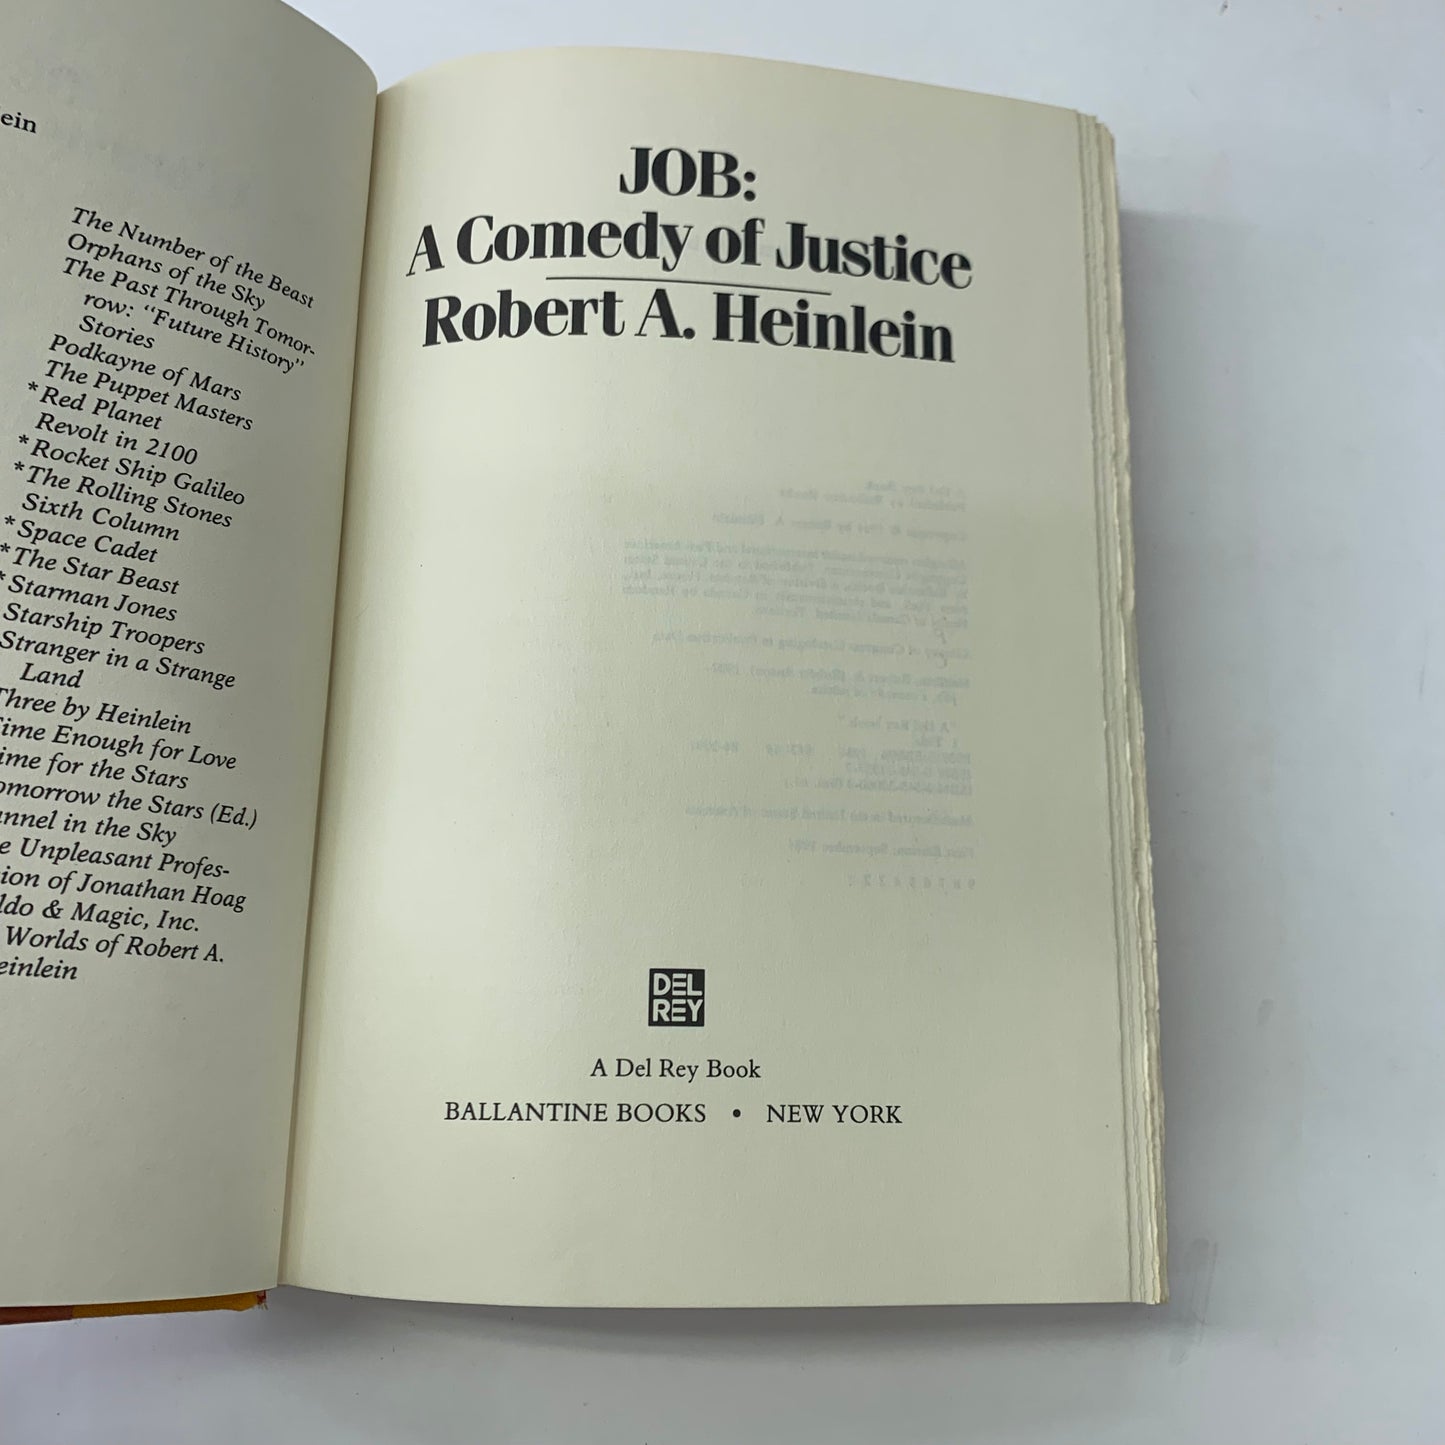 ein
The Number of the Beast
Orphans of the Sky
The Past Through Tomor-
row: "Future History"
Stories
Podkayne of Mars
The Puppet Masters
*Red Planet
Revolt in 2100
*Rocket Ship Galileo
*The Rolling Stones
Sixth Column
*Space Cadet
*The Star Beast
*Starman Jones
Starship Troopers
Stranger in a Strange
Land
Three by Heinlein
ime Enough for Love
ime for the Stars
omorrow the Stars (Ed.)
unnel in the Sky
e Unpleasant Profes-
sion of Jonathan Hoag
ldo & Magic, Inc.
Worlds of Robert A.
einlein
JOB:
A Comedy of Justice
Robert A. Heinlein
DEL
REY
A Del Rey Book
BALLANTINE BOOKS • NEW YORK